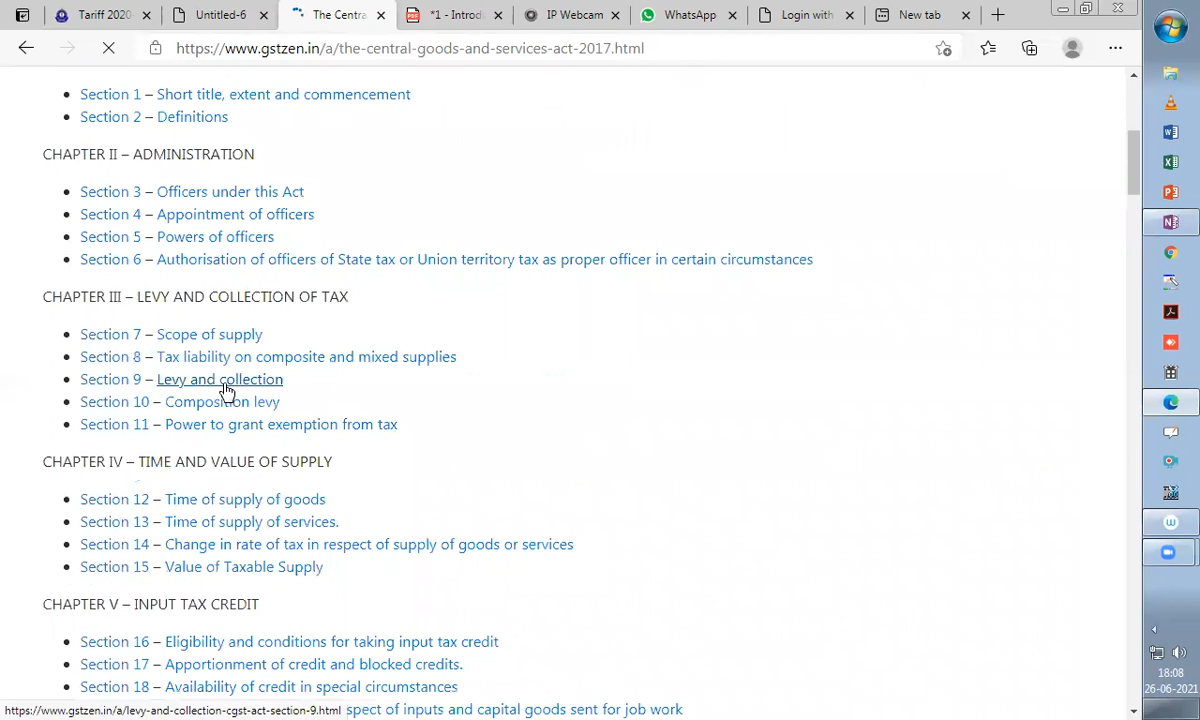 Tariff 2020-
Untitled-6
The Centra
*1 - Introdu
IP Webcam
WhatsApp
Login with
New tab
https://www.gstzen.in/a/the-central-goods-and-services-act-2017.html
Section 1 – Short title, extent and commencement
Section 2 – Definitions
CHAPTER II – ADMINISTRATION
Section 3 – Officers under this Act
Section 4 – Appointment of officers
Section 5 – Powers of officers
Section 6 – Authorisation of officers of State tax or Union territory tax as proper officer in certain circumstances
CHAPTER III – LEVY AND COLLECTION OF TAX
Section 7 – Scope of supply
Section 8 – Tax liability on composite and mixed supplies
Section 9 – Levy and collection
Section 10 – Composition levy
Section 11 – Power to grant exemption from tax
CHAPTER IV – TIME AND VALUE OF SUPPLY
Section 12 – Time of supply of goods
Section 13 – Time of supply of services.
Section 14 – Change in rate of tax in respect of supply of goods or services
Section 15 – Value of Taxable Supply
CHAPTER V – INPUT TAX CREDIT
Section 16 – Eligibility and conditions for taking input tax credit
Section 17 – Apportionment of credit and blocked credits.
Section 18 – Availability of credit in special circumstances
https://www.gstzen.in/a/levy-and-collection-cgst-act-section-9.html
spect of inputs and capital goods sent for job work
18:08
26-06-2021